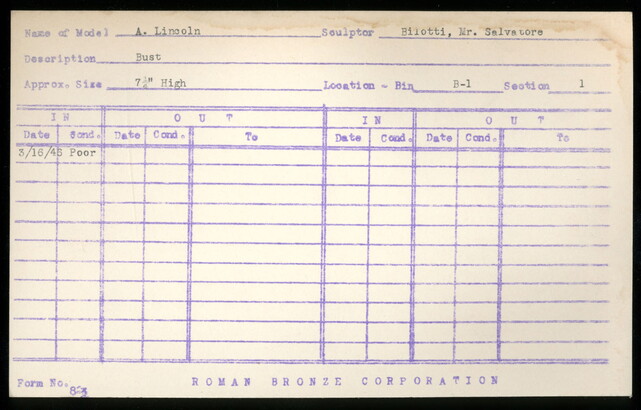 Name of Model A. Lincoln Sculptor Bilotti, Mr. Salvatore
Description Bust
Approx. Size 7½" High Location - Bin B-1 Section 1
IN OUT IN OUT
Date Cond. Date Cond. To Date Cond. Date Cond. To
3/16/46 Poor
Form No. ROMAN BRONZE CORPORATION